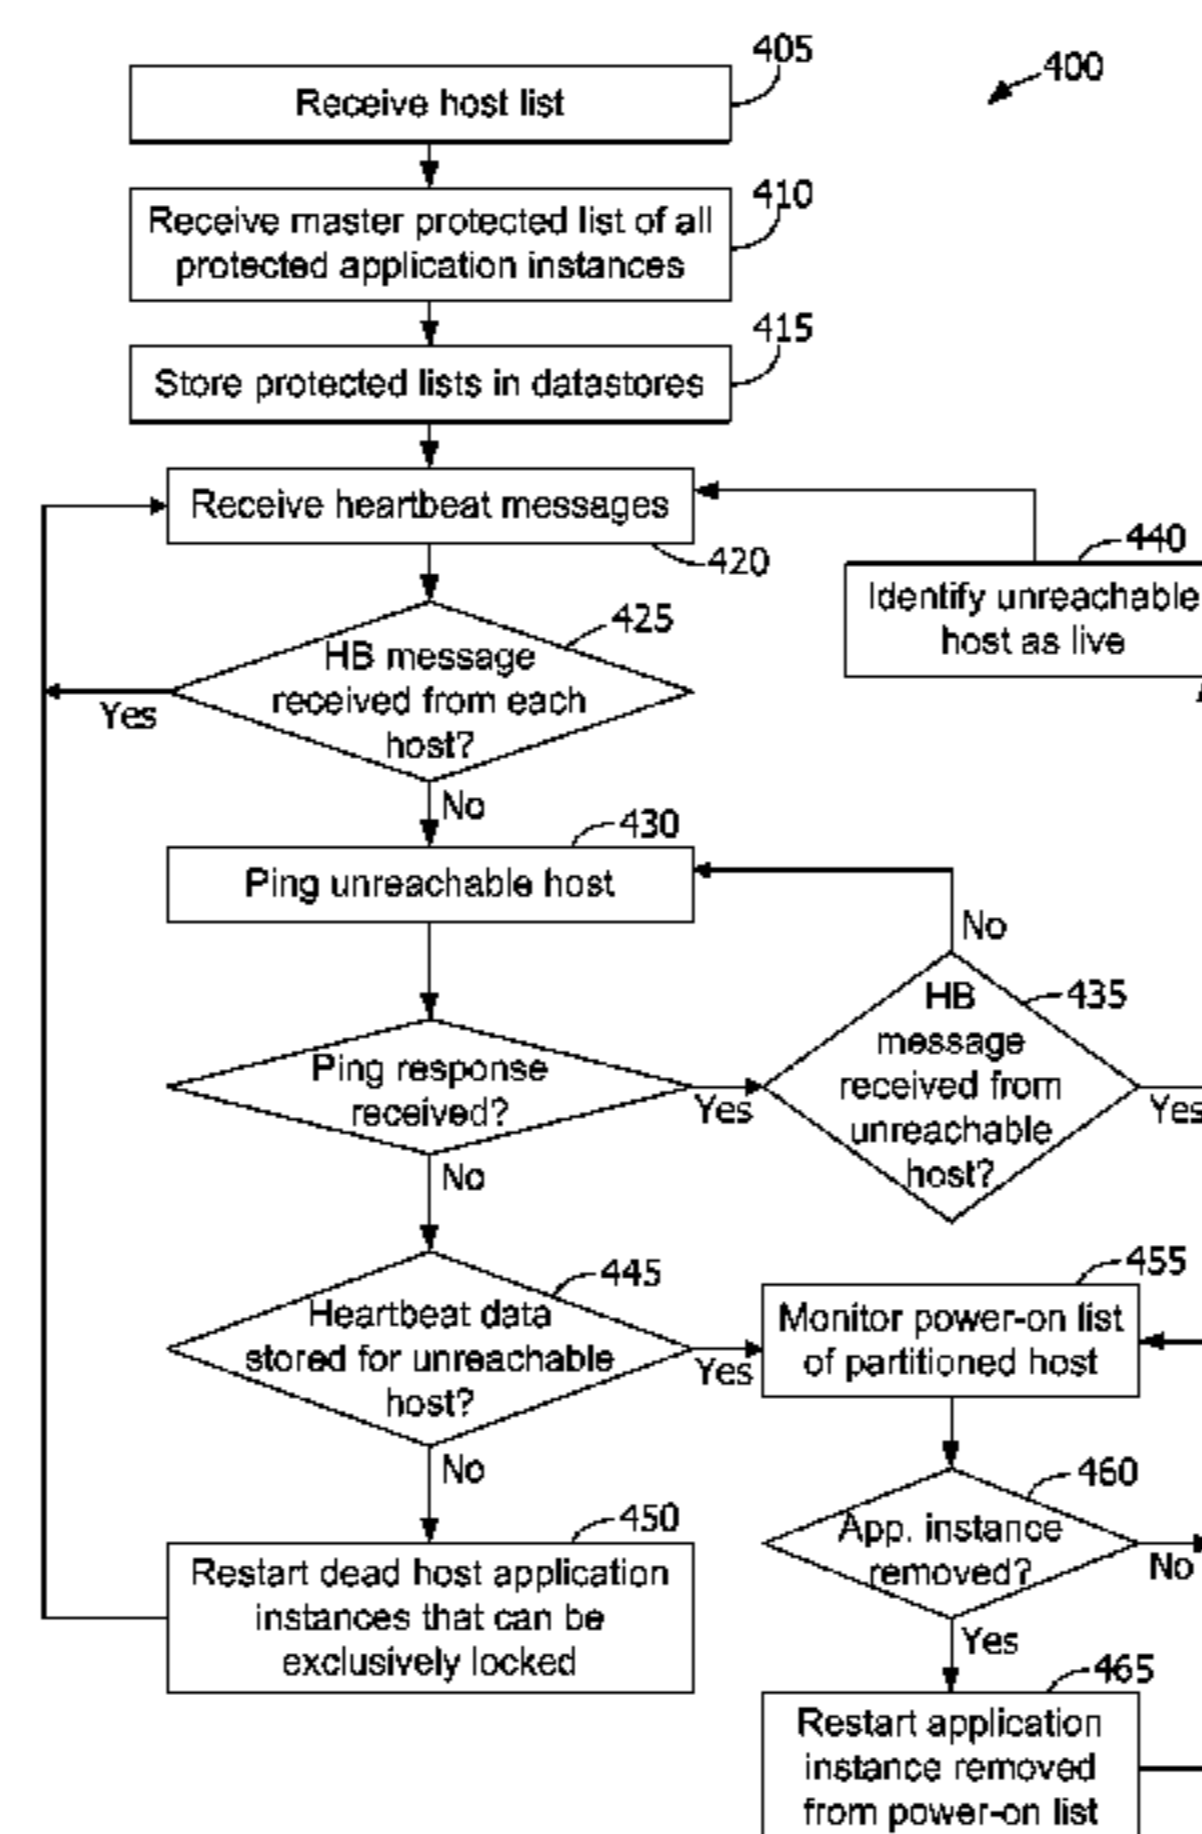 405
400
Receive host list
410
Receive master protected list of all
protected application instances
415
Store protected lists in datastores
Receive heartbeat messages
420
440
Identify unreachable
host as live
425
HB message
received from each
host?
Yes
No
430
Ping unreachable host
No
435
HB
message
received from
unreachable
host?
Yes
Ping response
received?
Yes
No
445
Heartbeat data
stored for unreachable
host?
Yes
No
455
Monitor power-on list
of partitioned host
460
App. instance
removed?
No
Yes
450
Restart dead host application
instances that can be
exclusively locked
465
Restart application
instance removed
from power-on list